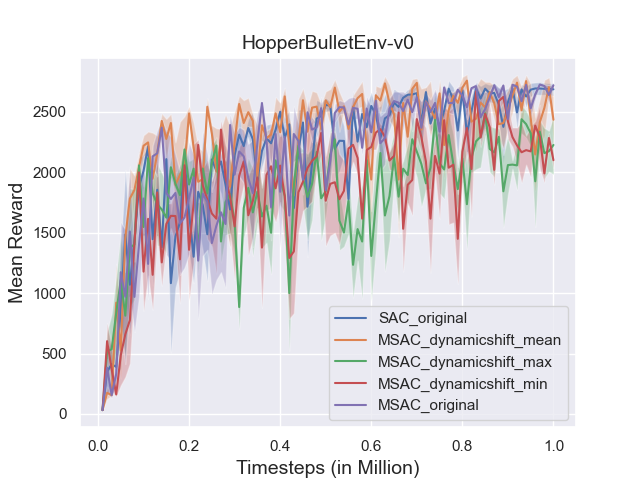 HopperBulletEnv-v0
Mean Reward
2500
2000
1500
1000
500
0
SAC_original
MSAC_dynamicshift_mean
MSAC_dynamicshift_max
MSAC_dynamicshift_min
MSAC_original
0.0 0.2 0.4 0.6 0.8 1.0
Timesteps (in Million)